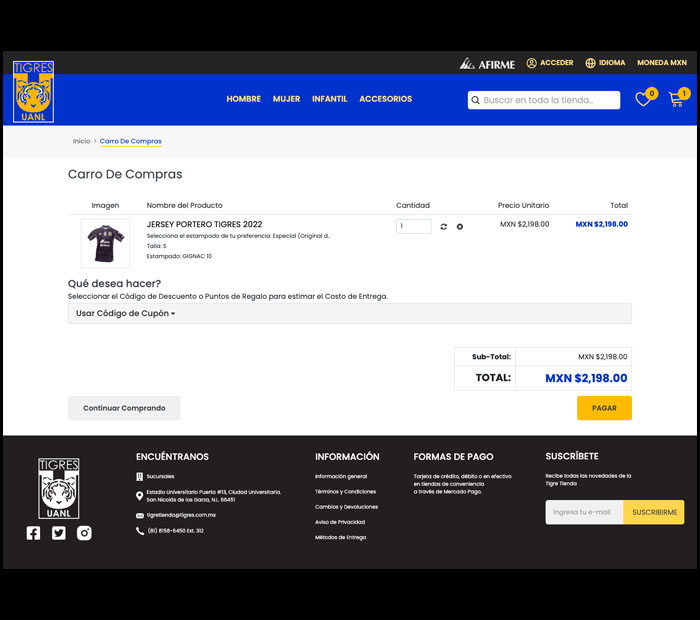 TIGRES
UANL
AFIRME
ACCEDER
IDIOMA
MONEDA MXN
HOMBRE
MUJER
INFANTIL
ACCESORIOS
Buscar en toda la tienda...
0
1
Inicio > Carro De Compras
Carro De Compras
Imagen
Nombre del Producto
Cantidad
Precio Unitario
Total
JERSEY PORTERO TIGRES 2022
Selecciona el estampado de tu preferencia: Especial (Original d..
Talla: S
Estampado: GIGNAC 10
1
MXN $2,198.00
MXN $2,198.00
Qué desea hacer?
Seleccionar el Código de Descuento o Puntos de Regalo para estimar el Costo de Entrega.
Usar Código de Cupón
Sub-Total:
MXN $2,198.00
TOTAL:
MXN $2,198.00
Continuar Comprando
PAGAR
TIGRES
UANL
ENCUÉNTRANOS
Sucursales
Estadio Universitario Puerta #13, Ciudad Universitaria.
San Nicolás de los Garza, N.L. 66451
tigretienda@tigres.com.mx
(81) 8158-6450 Ext. 312
INFORMACIÓN
Información general
Términos y Condiciones
Cambios y Devoluciones
Aviso de Privacidad
Métodos de Entrega
FORMAS DE PAGO
Tarjeta de crédito, débito o en efectivo
en tiendas de conveniencia
a través de Mercado Pago.
SUSCRÍBETE
Recibe todas las novedades de la
Tigre Tienda
Ingresa tu e-mail
SUSCRIBIRME